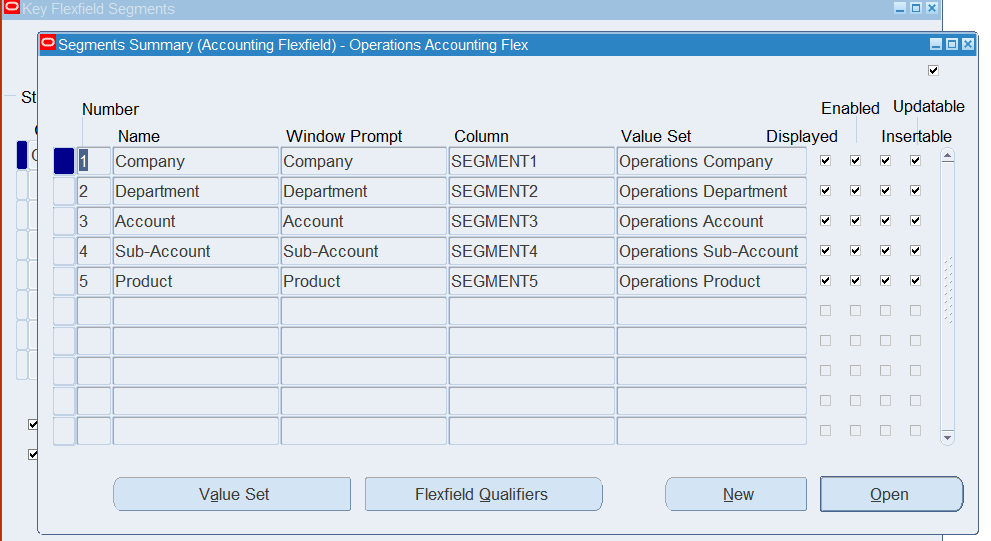 Key Flexfield Segments
Segments Summary (Accounting Flexfield) - Operations Accounting Flex
St
Number Enabled Updatable
Name Window Prompt Column Value Set Displayed Insertable
1 Company Company SEGMENT1 Operations Company
2 Department Department SEGMENT2 Operations Department
3 Account Account SEGMENT3 Operations Account
4 Sub-Account Sub-Account SEGMENT4 Operations Sub-Account
5 Product Product SEGMENT5 Operations Product
Value Set Flexfield Qualifiers New Open